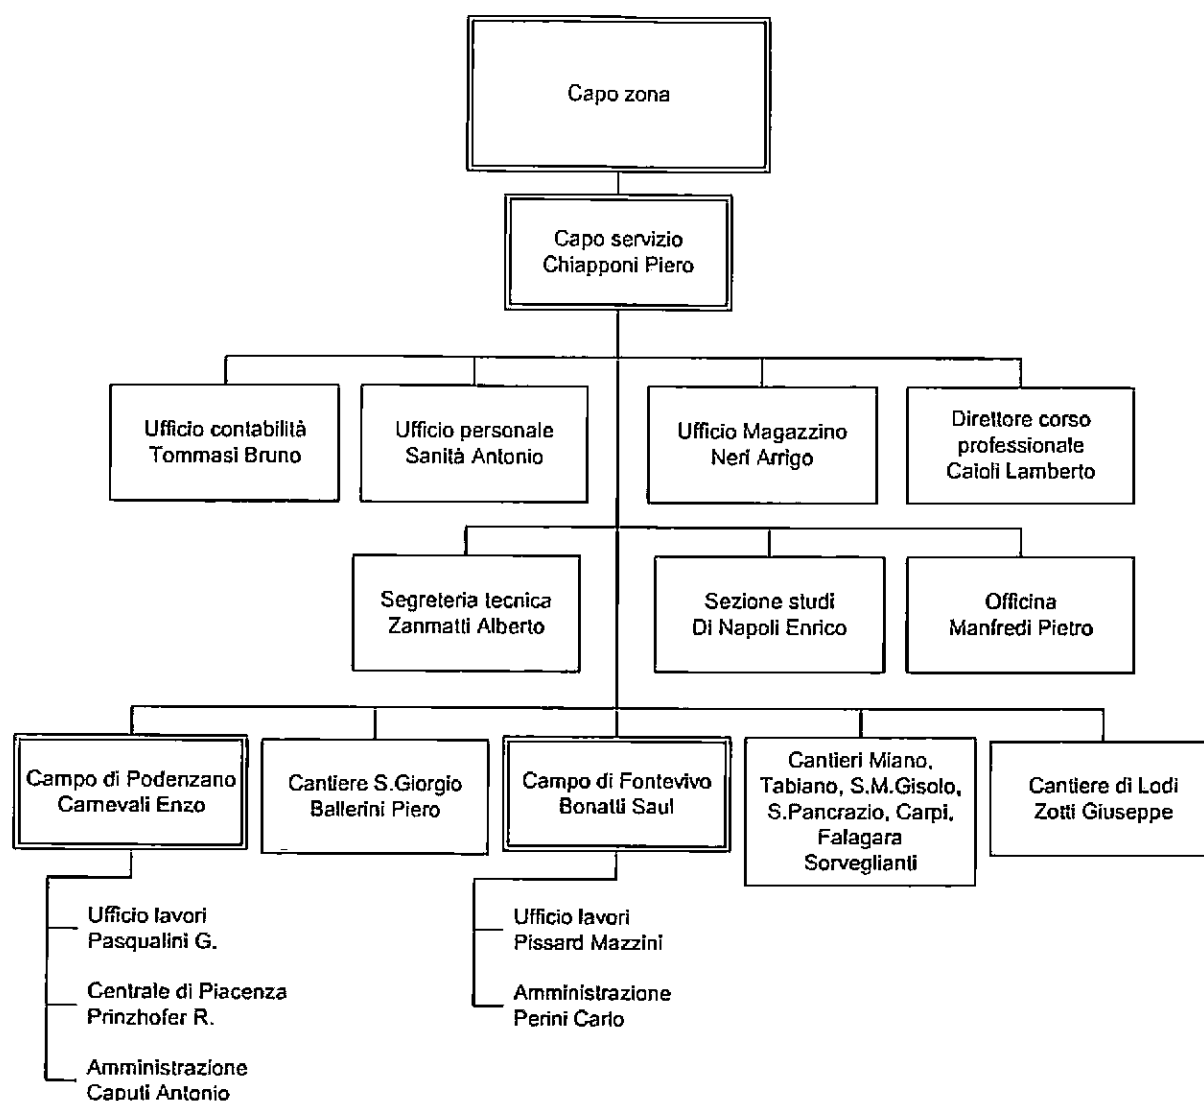 Capo zona
Capo servizio
Chiapponi Piero
Ufficio contabilità
Tommasi Bruno
Ufficio personale
Sanità Antonio
Ufficio Magazzino
Neri Arrigo
Direttore corso
professionale
Caioli Lamberto
Segreteria tecnica
Zanmatti Alberto
Sezione studi
Di Napoli Enrico
Officina
Manfredi Pietro
Campo di Podenzano
Carnevali Enzo
Cantiere S.Giorgio
Ballerini Piero
Campo di Fontevivo
Bonatti Saul
Cantieri Miano,
Tabiano, S.M.Gisolo,
S.Pancrazio, Carpi,
Falagara
Sorveglianti
Cantiere di Lodi
Zotti Giuseppe
Ufficio lavori
Pasqualini G.
Centrale di Piacenza
Prinzhofer R.
Amministrazione
Caputi Antonio
Ufficio lavori
Pissard Mazzini
Amministrazione
Perini Carlo